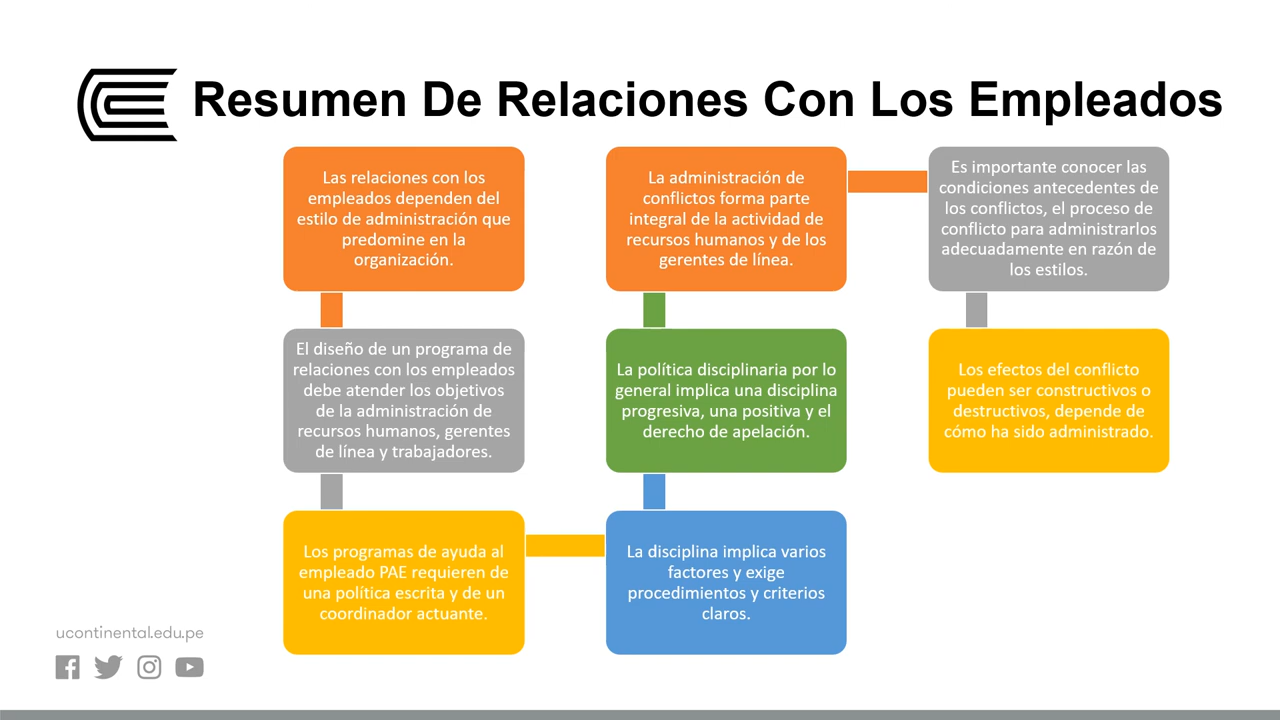 Resumen De Relaciones Con Los Empleados
Las relaciones con los
empleados dependen del
estilo de administración que
predomine en la
organización.
El diseño de un programa de
relaciones con los empleados
debe atender los objetivos
de la administración de
recursos humanos, gerentes
de línea y trabajadores.
Los programas de ayuda al
empleado PAE requieren de
una política escrita y de un
coordinador actuante.
La disciplina implica varios
factores y exige
procedimientos y criterios
claros.
La política disciplinaria por lo
general implica una disciplina
progresiva, una positiva y el
derecho de apelación.
La administración de
conflictos forma parte
integral de la actividad de
recursos humanos y de los
gerentes de línea.
Es importante conocer las
condiciones antecedentes de
los conflictos, el proceso de
conflicto para administrarlos
adecuadamente en razón de
los estilos.
Los efectos del conflicto
pueden ser constructivos o
destructivos, depende de
cómo ha sido administrado.
ucontinental.edu.pe